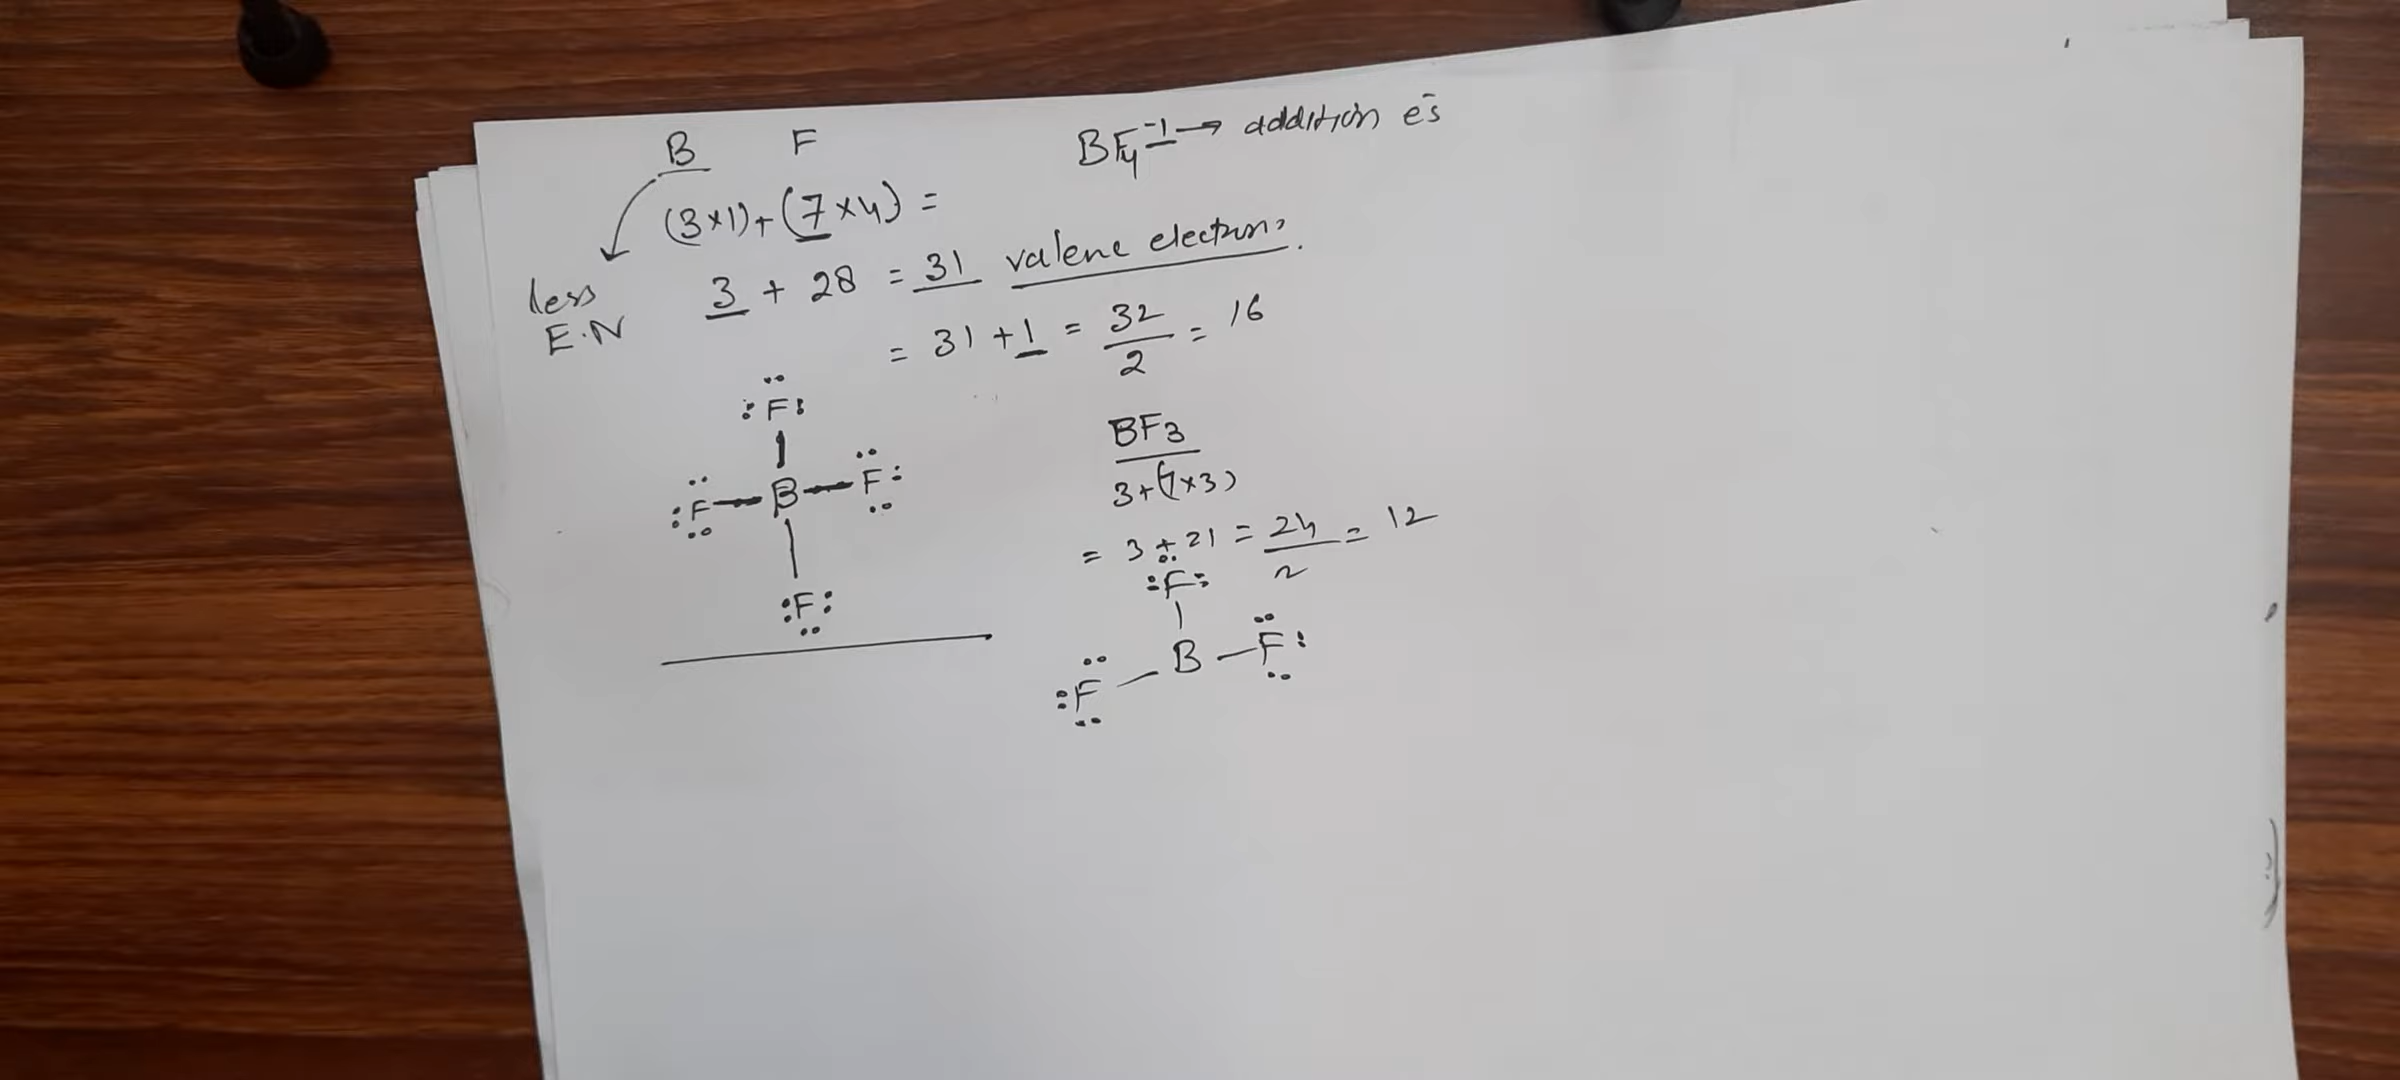 B F
BF₄⁻¹ → addition e⁻s
(3×1)+(7×4) =
less E.N
3 + 28 = 31 valene electrons.
= 31 + 1 = 32/2 = 16
:F:
:F — B — F:
:F:
BF3
3+(7×3)
= 3 + 21 = 24/2 = 12
:F:
:F — B — F: